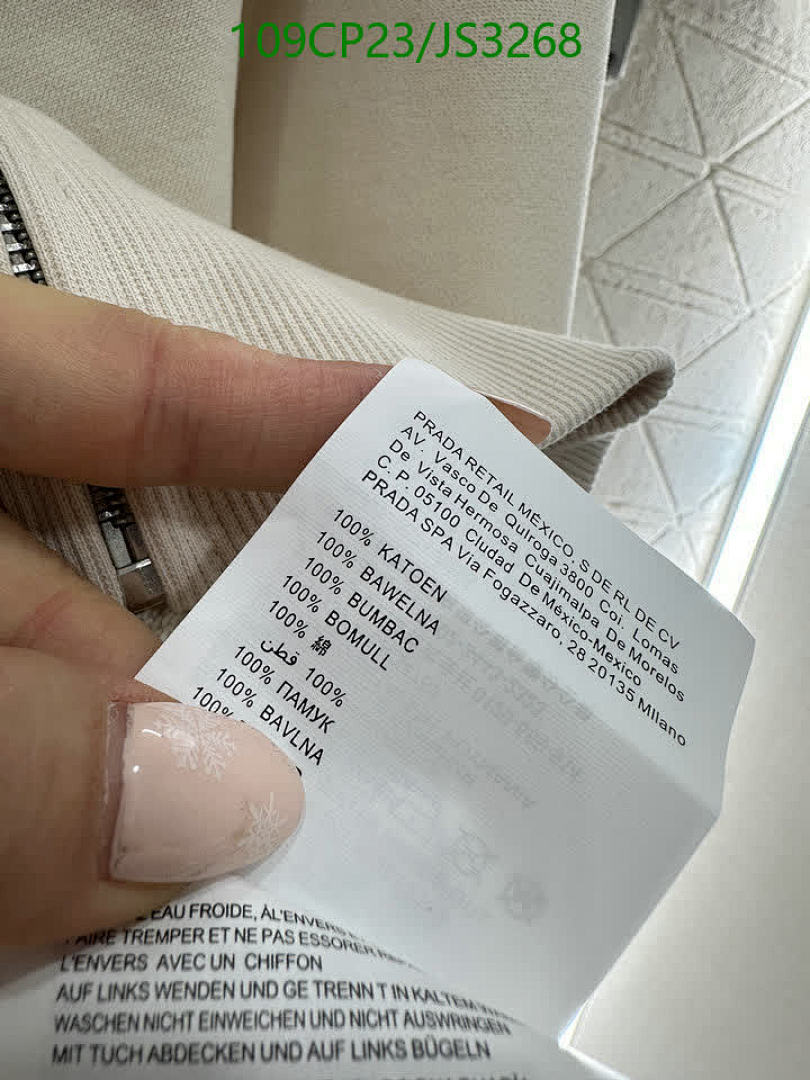 109CP23/JS3268
PRADA RETAIL MÉXICO, S DE RL DE CV
AV. Vasco De Quiroga 3800 Coi. Lomas
De Vista Hermosa Cuajimalpa De Morelos
C. P. 05100 Cludad De México-Mexico
PRADA SPA Via Fogazzaro, 28 20135 MIlano
100% KATOEN
100% BAWELNA
100% BUMBAC
100% BOMULL
100% 綿
100% قطن
100% ПАМУК
100% BAVLNA
100%
EAU FROIDE, ÀL'ENVERS
FAIRE TREMPER ET NE PAS ESSORER
L'ENVERS AVEC UN CHIFFON
AUF LINKS WENDEN UND GE TRENN T IN KALTEM
WASCHEN NICHT EINWEICHEN UND NICHT AUSWRINGEN
MIT TUCH ABDECKEN UND AUF LINKS BÜGELN